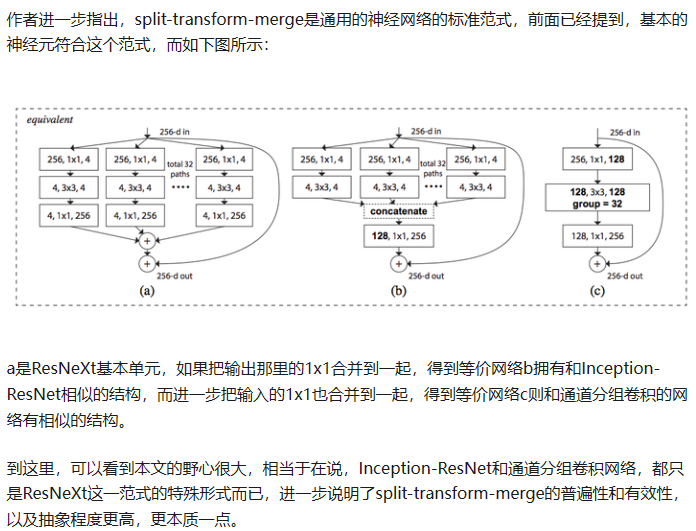 作者进一步指出，split-transform-merge是通用的神经网络的标准范式，前面已经提到，基本的
神经元符合这个范式，而如下图所示：
equivalent
256-d in
256, 1x1, 4
256, 1x1, 4
256, 1x1, 4
total 32
paths
4, 3x3, 4
4, 3x3, 4
....
4, 3x3, 4
4, 1x1, 256
4, 1x1, 256
4, 1x1, 256
+
+
256-d out
(a)
256-d in
256, 1x1, 4
256, 1x1, 4
256, 1x1, 4
total 32
paths
4, 3x3, 4
4, 3x3, 4
....
4, 3x3, 4
concatenate
128, 1x1, 256
+
256-d out
(b)
256-d in
256, 1x1, 128
128, 3x3, 128
group = 32
128, 1x1, 256
+
256-d out
(c)
a是ResNeXt基本单元，如果把输出那里的1x1合并到一起，得到等价网络b拥有和Inception-
ResNet相似的结构，而进一步把输入的1x1也合并到一起，得到等价网络c则和通道分组卷积的网
络有相似的结构。
到这里，可以看到本文的野心很大，相当于在说，Inception-ResNet和通道分组卷积网络，都只
是ResNeXt这一范式的特殊形式而已，进一步说明了split-transform-merge的普遍性和有效性，
以及抽象程度更高，更本质一点。